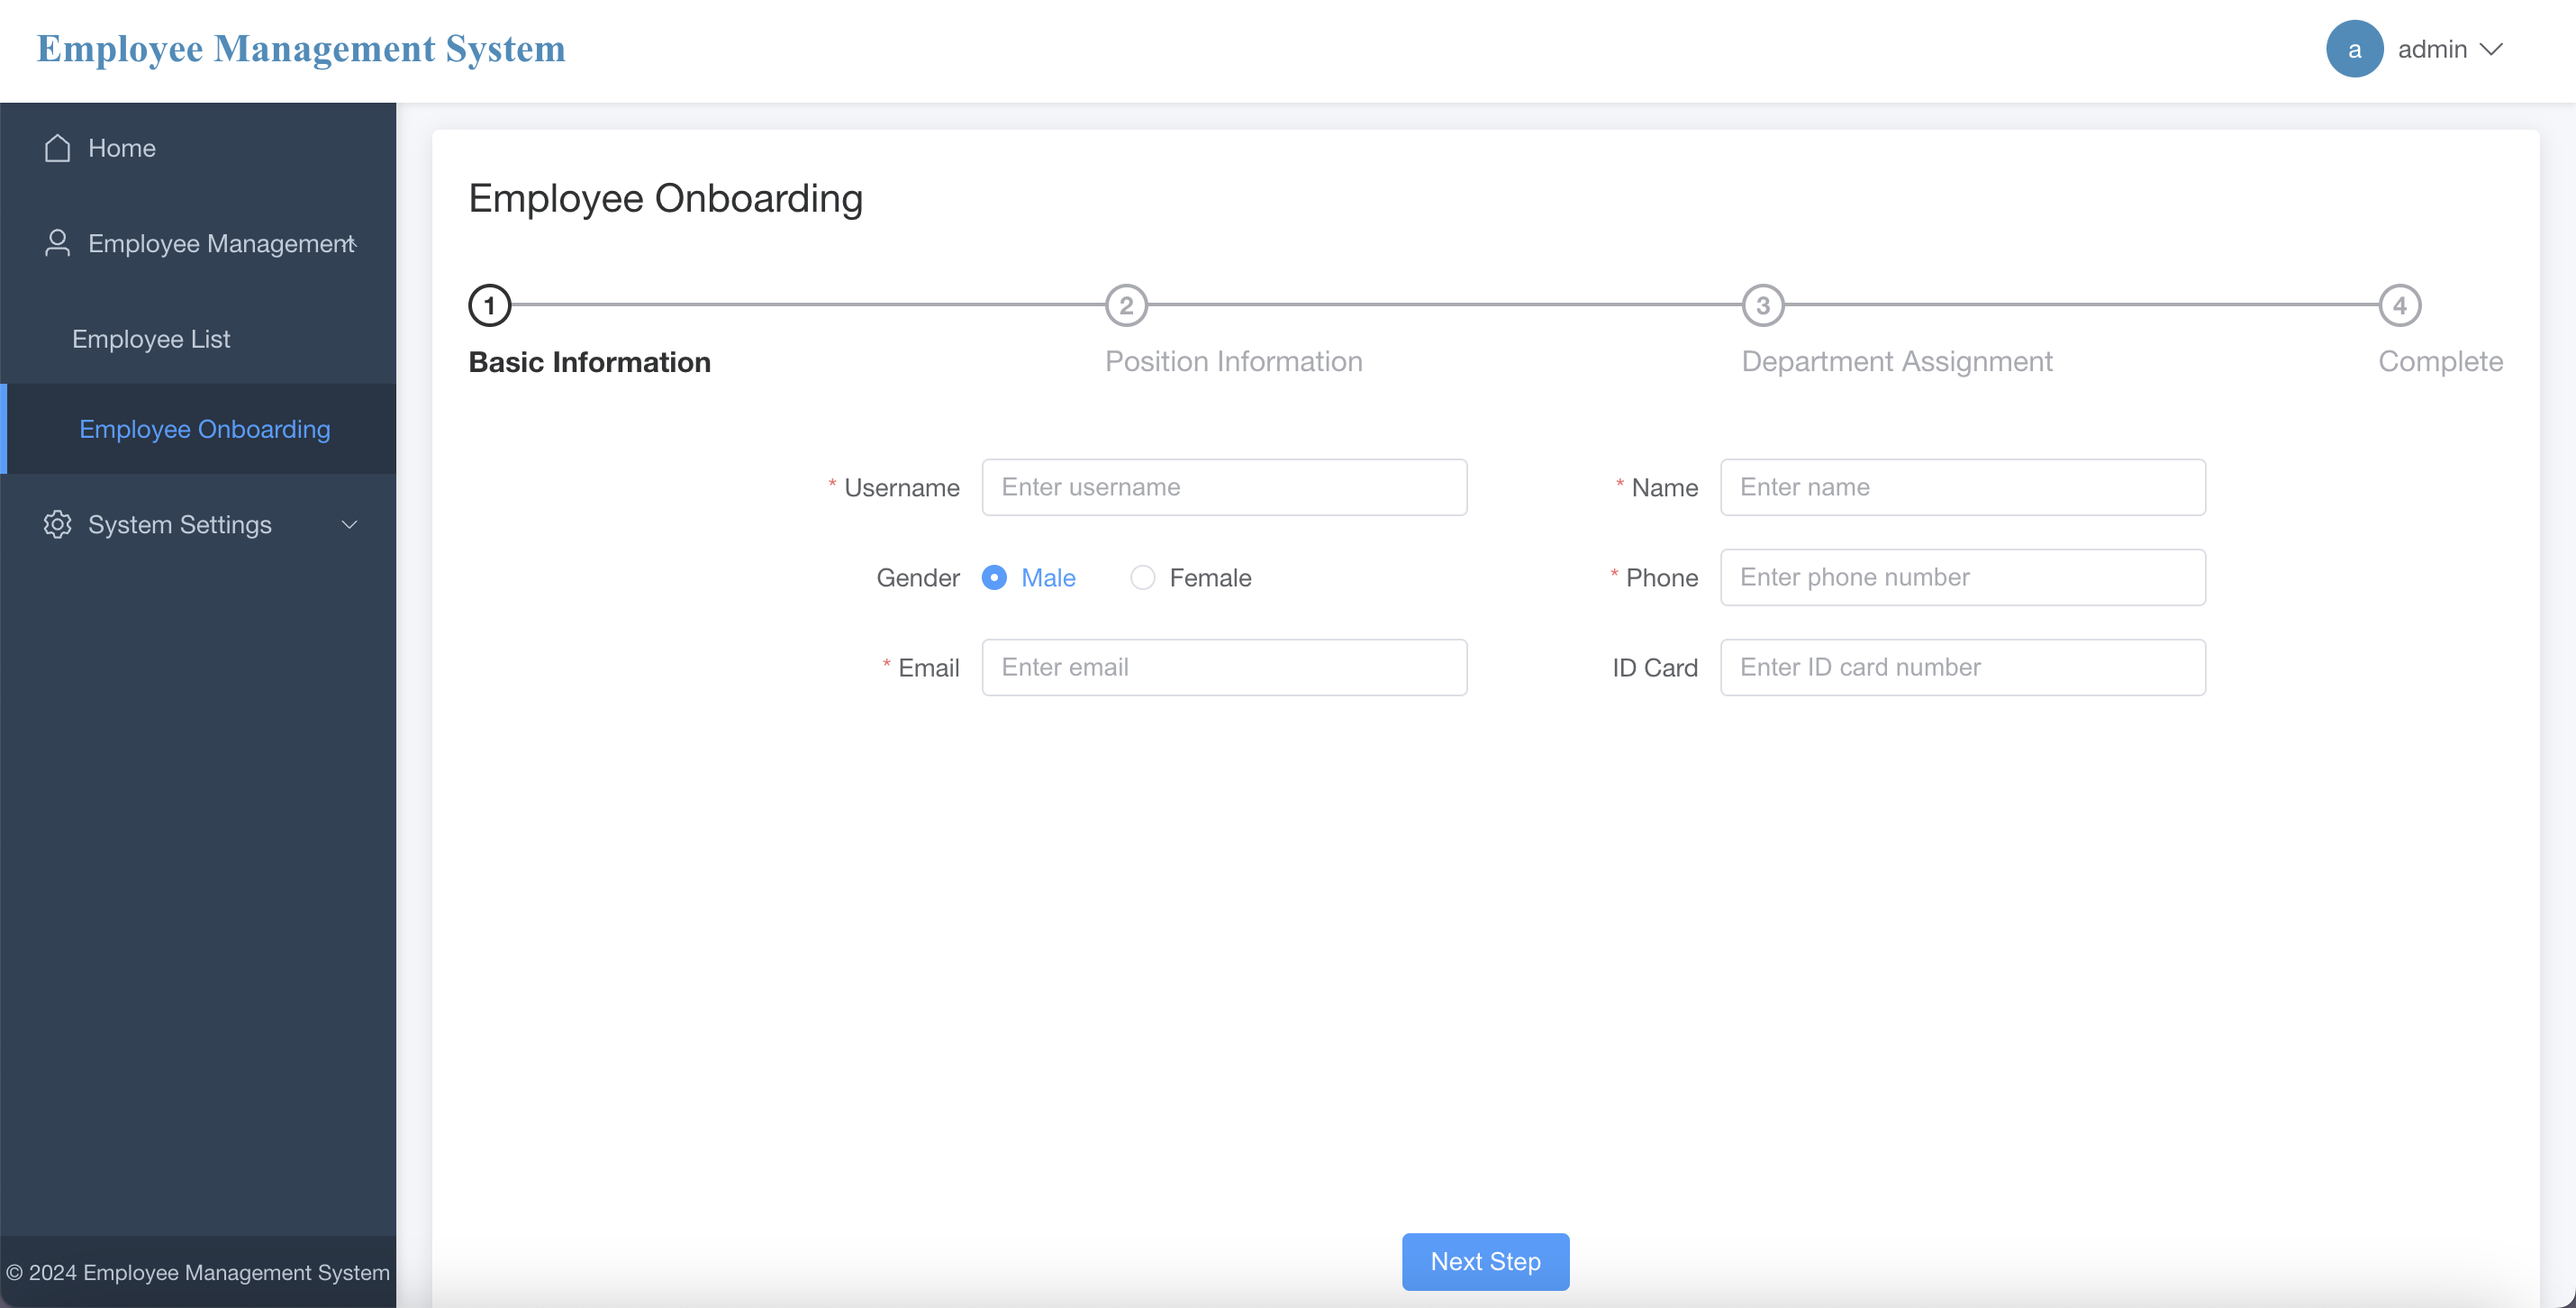 Employee Management System
a admin
Home
Employee Management
Employee List
Employee Onboarding
System Settings
© 2024 Employee Management System
Employee Onboarding
1 2 3 4
Basic Information Position Information Department Assignment Complete
* Username Enter username * Name Enter name
Gender Male Female * Phone Enter phone number
* Email Enter email ID Card Enter ID card number
Next Step